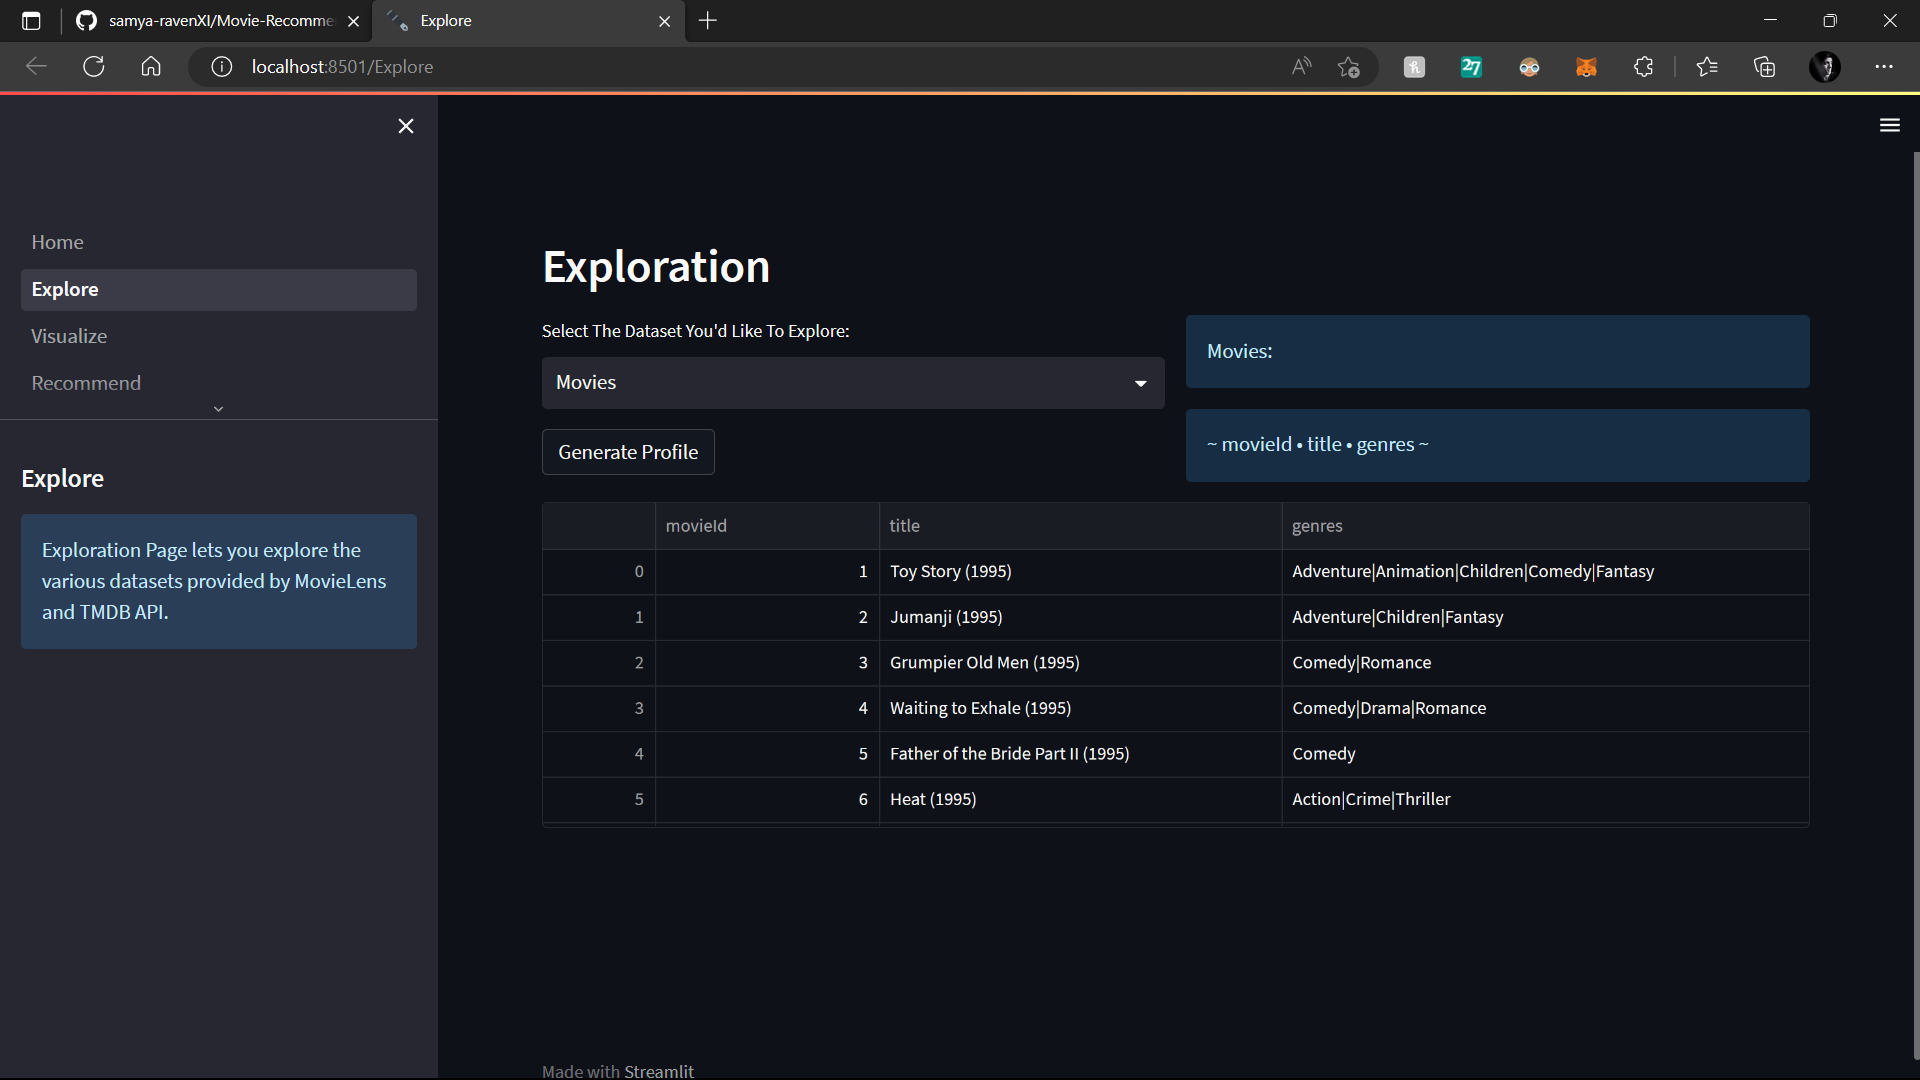 samya-ravenXI/Movie-Recomme
Explore
localhost:8501/Explore
27
Home
Explore
Visualize
Recommend
Explore
Exploration Page lets you explore the
various datasets provided by MovieLens
and TMDB API.
Exploration
Select The Dataset You'd Like To Explore:
Movies
Generate Profile
Movies:
~ movieId • title • genres ~
movieId title genres
0 1 Toy Story (1995) Adventure|Animation|Children|Comedy|Fantasy
1 2 Jumanji (1995) Adventure|Children|Fantasy
2 3 Grumpier Old Men (1995) Comedy|Romance
3 4 Waiting to Exhale (1995) Comedy|Drama|Romance
4 5 Father of the Bride Part II (1995) Comedy
5 6 Heat (1995) Action|Crime|Thriller
Made with Streamlit